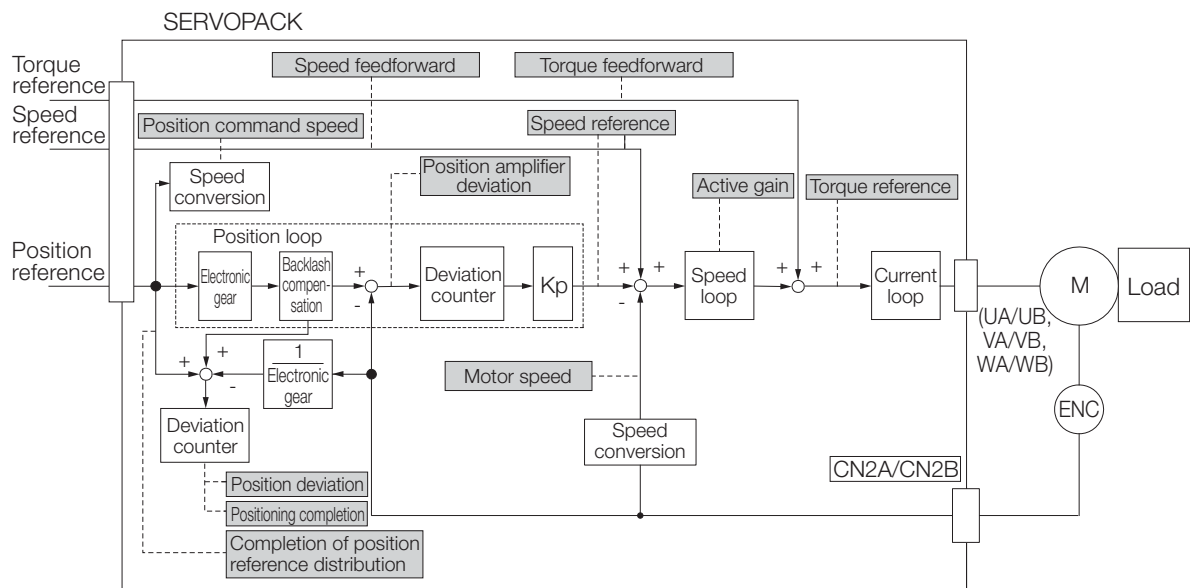 SERVOPACK
Torque
reference
Speed
reference
Position
reference
Speed feedforward
Torque feedforward
Position command speed
Speed reference
Speed
conversion
Position amplifier
deviation
Active gain
Torque reference
Position loop
Electronic
gear
Backlash
compen-
sation
+
-
Deviation
counter
Kp
+
+
-
Speed
loop
+
+
+
Current
loop
M
Load
(UA/UB,
VA/VB,
WA/WB)
+
+
-
1
Electronic
gear
Motor speed
ENC
Deviation
counter
Speed
conversion
CN2A/CN2B
Position deviation
Positioning completion
Completion of position
reference distribution